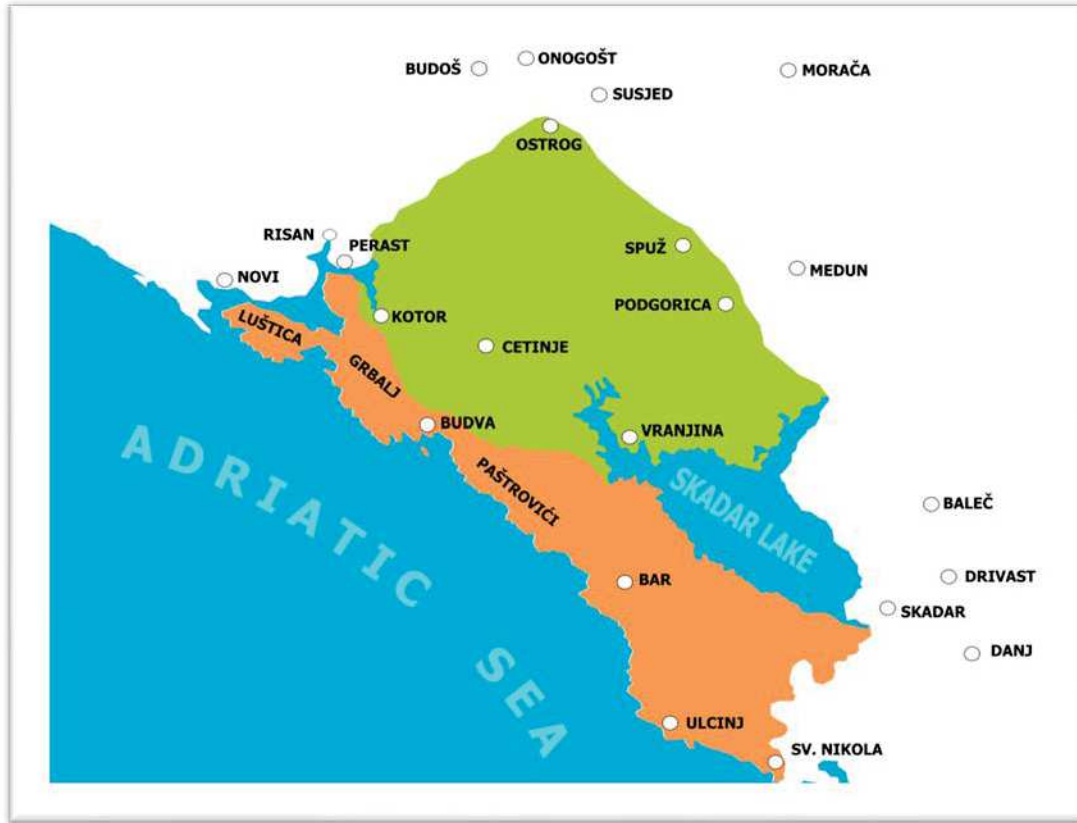 ONOGOŠT
BUDOŠ
MORAČA
SUSJED
OSTROG
RISAN
PERAST
SPUŽ
NOVI
MEDUN
PODGORICA
LUŠTICA
KOTOR
CETINJE
GRBALJ
BUDVA
VRANJINA
ADRIATIC SEA
PAŠTROVIĆI
SKADAR LAKE
BALEČ
BAR
DRIVAST
SKADAR
DANJ
ULCINJ
SV. NIKOLA